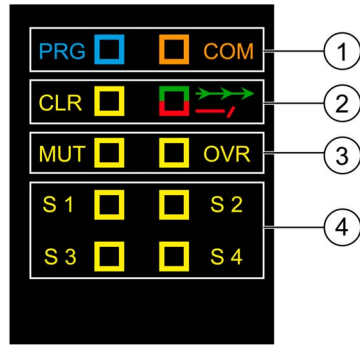 PRG COM 1
CLR 2
MUT OVR 3
S 1 S 2
4
S 3 S 4